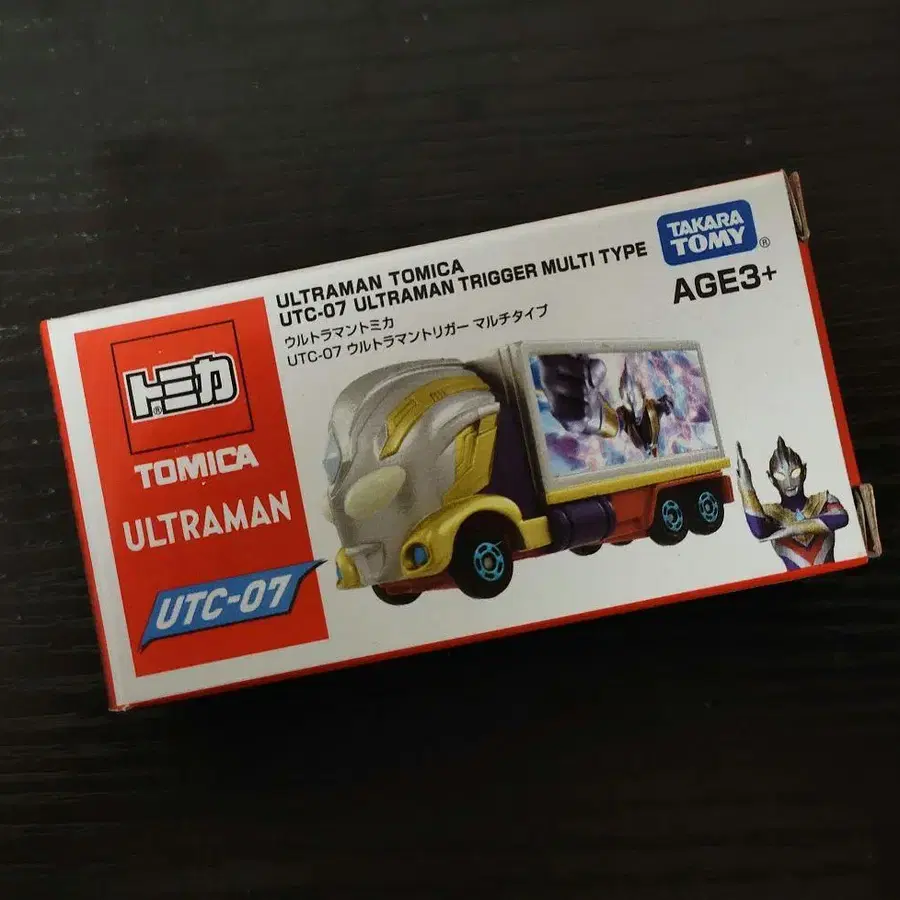 ULTRAMAN TOMICA
UTC-07 ULTRAMAN TRIGGER MULTI TYPE
ウルトラマントミカ
UTC-07 ウルトラマントリガー マルチタイプ
TAKARA
TOMY®
AGE3+
トミカ®
TOMICA
ULTRAMAN
UTC-07